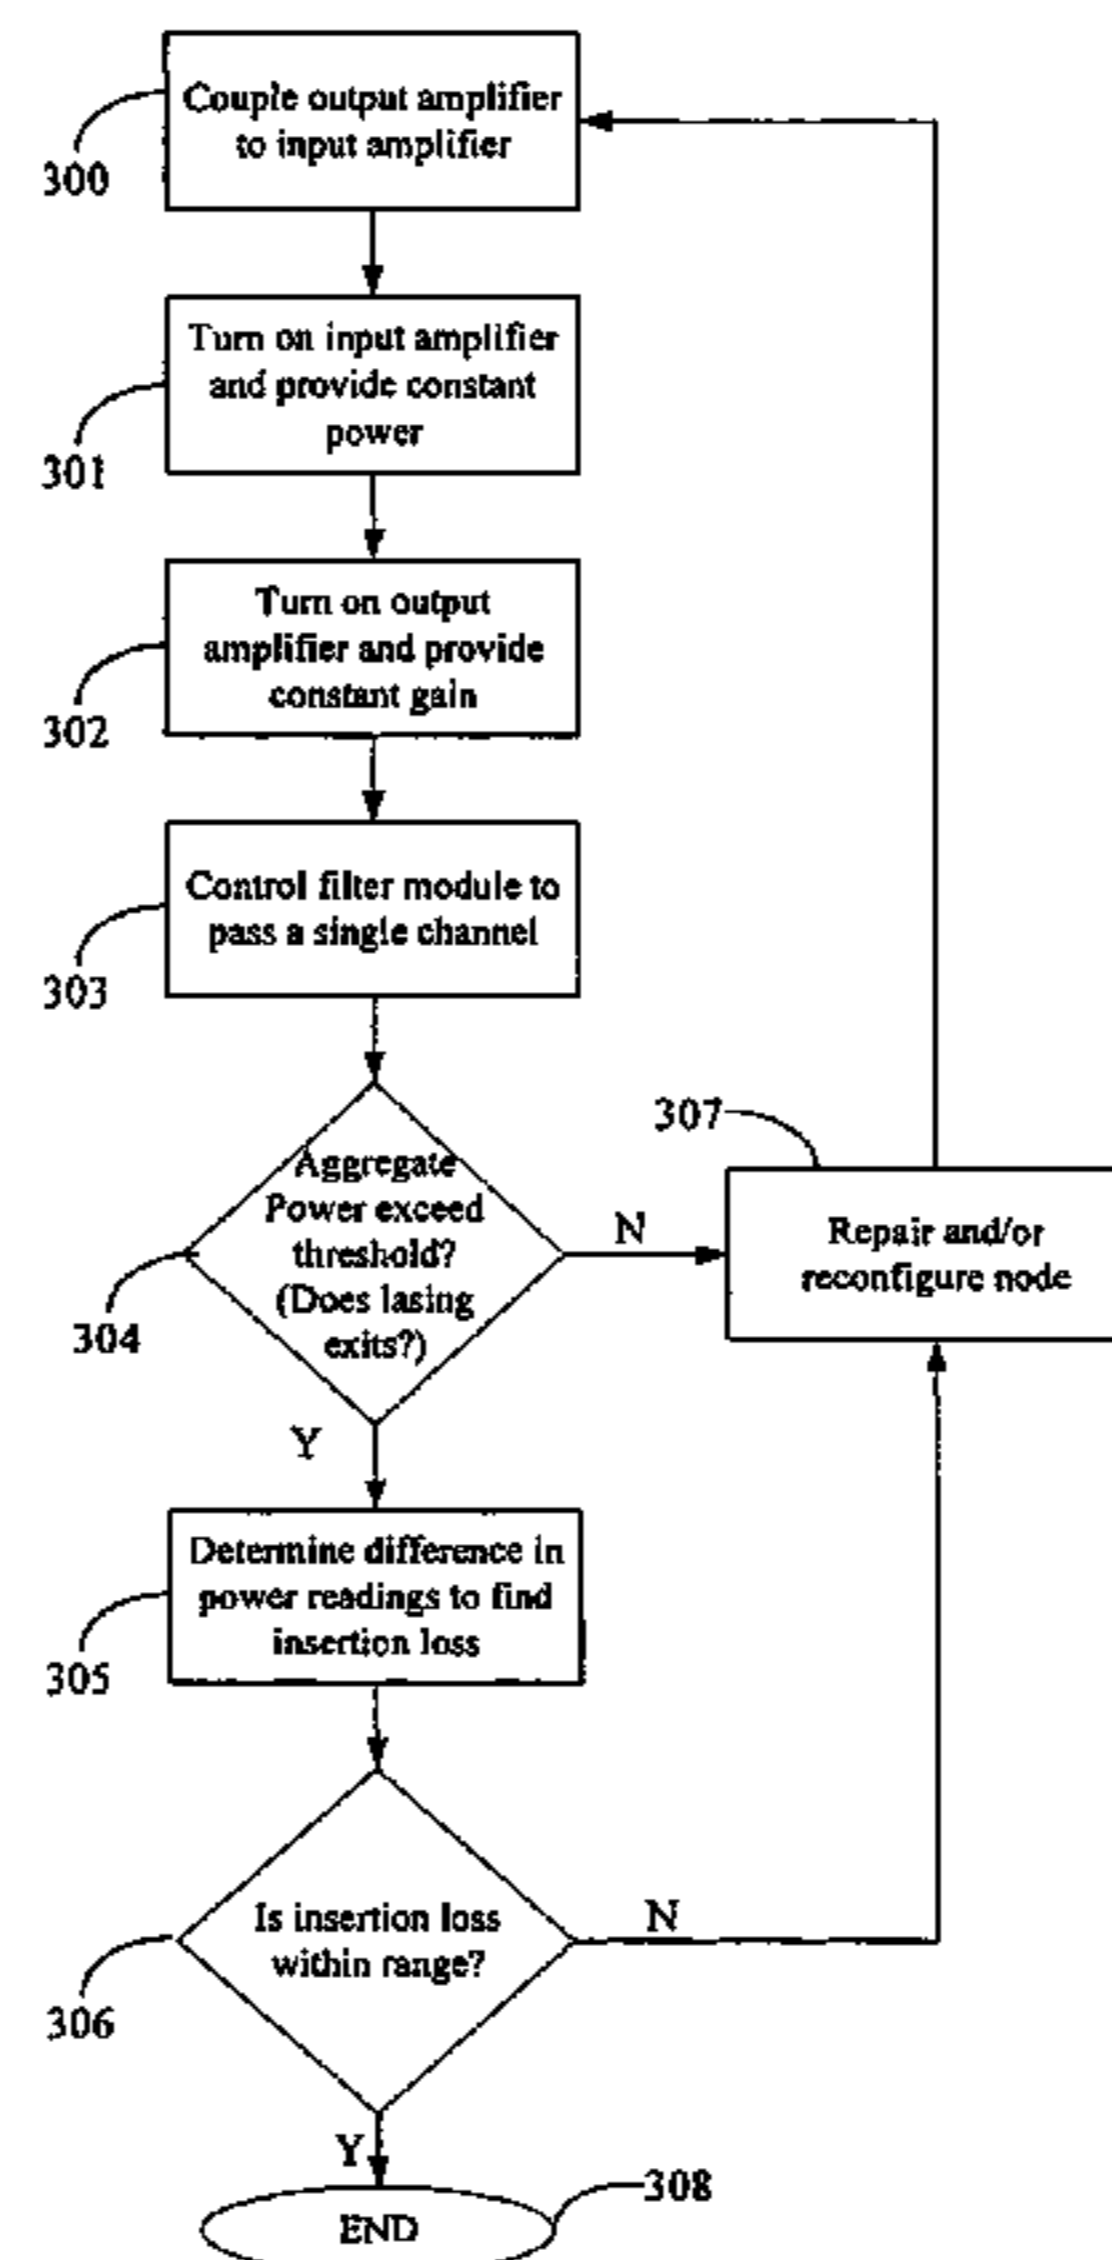 Couple output amplifier
to input amplifier
300
Turn on input amplifier
and provide constant
power
301
Turn on output
amplifier and provide
constant gain
302
Control filter module to
pass a single channel
303
Aggregate
Power exceed
threshold?
(Does lasing
exits?)
304
N
307
Repair and/or
reconfigure node
Y
Determine difference in
power readings to find
insertion loss
305
Is insertion loss
within range?
N
306
Y
308
END